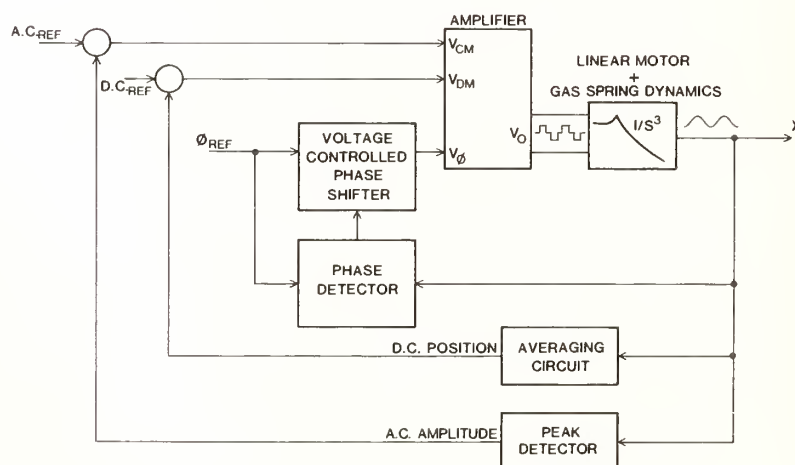 AMPLIFIER
A.C.REF
VCM
LINEAR MOTOR
+
GAS SPRING DYNAMICS
D.C.REF
VDM
I/S³
X
ØREF
VOLTAGE
CONTROLLED
PHASE
SHIFTER
VØ
VO
PHASE
DETECTOR
D.C. POSITION
AVERAGING
CIRCUIT
A.C. AMPLITUDE
PEAK
DETECTOR